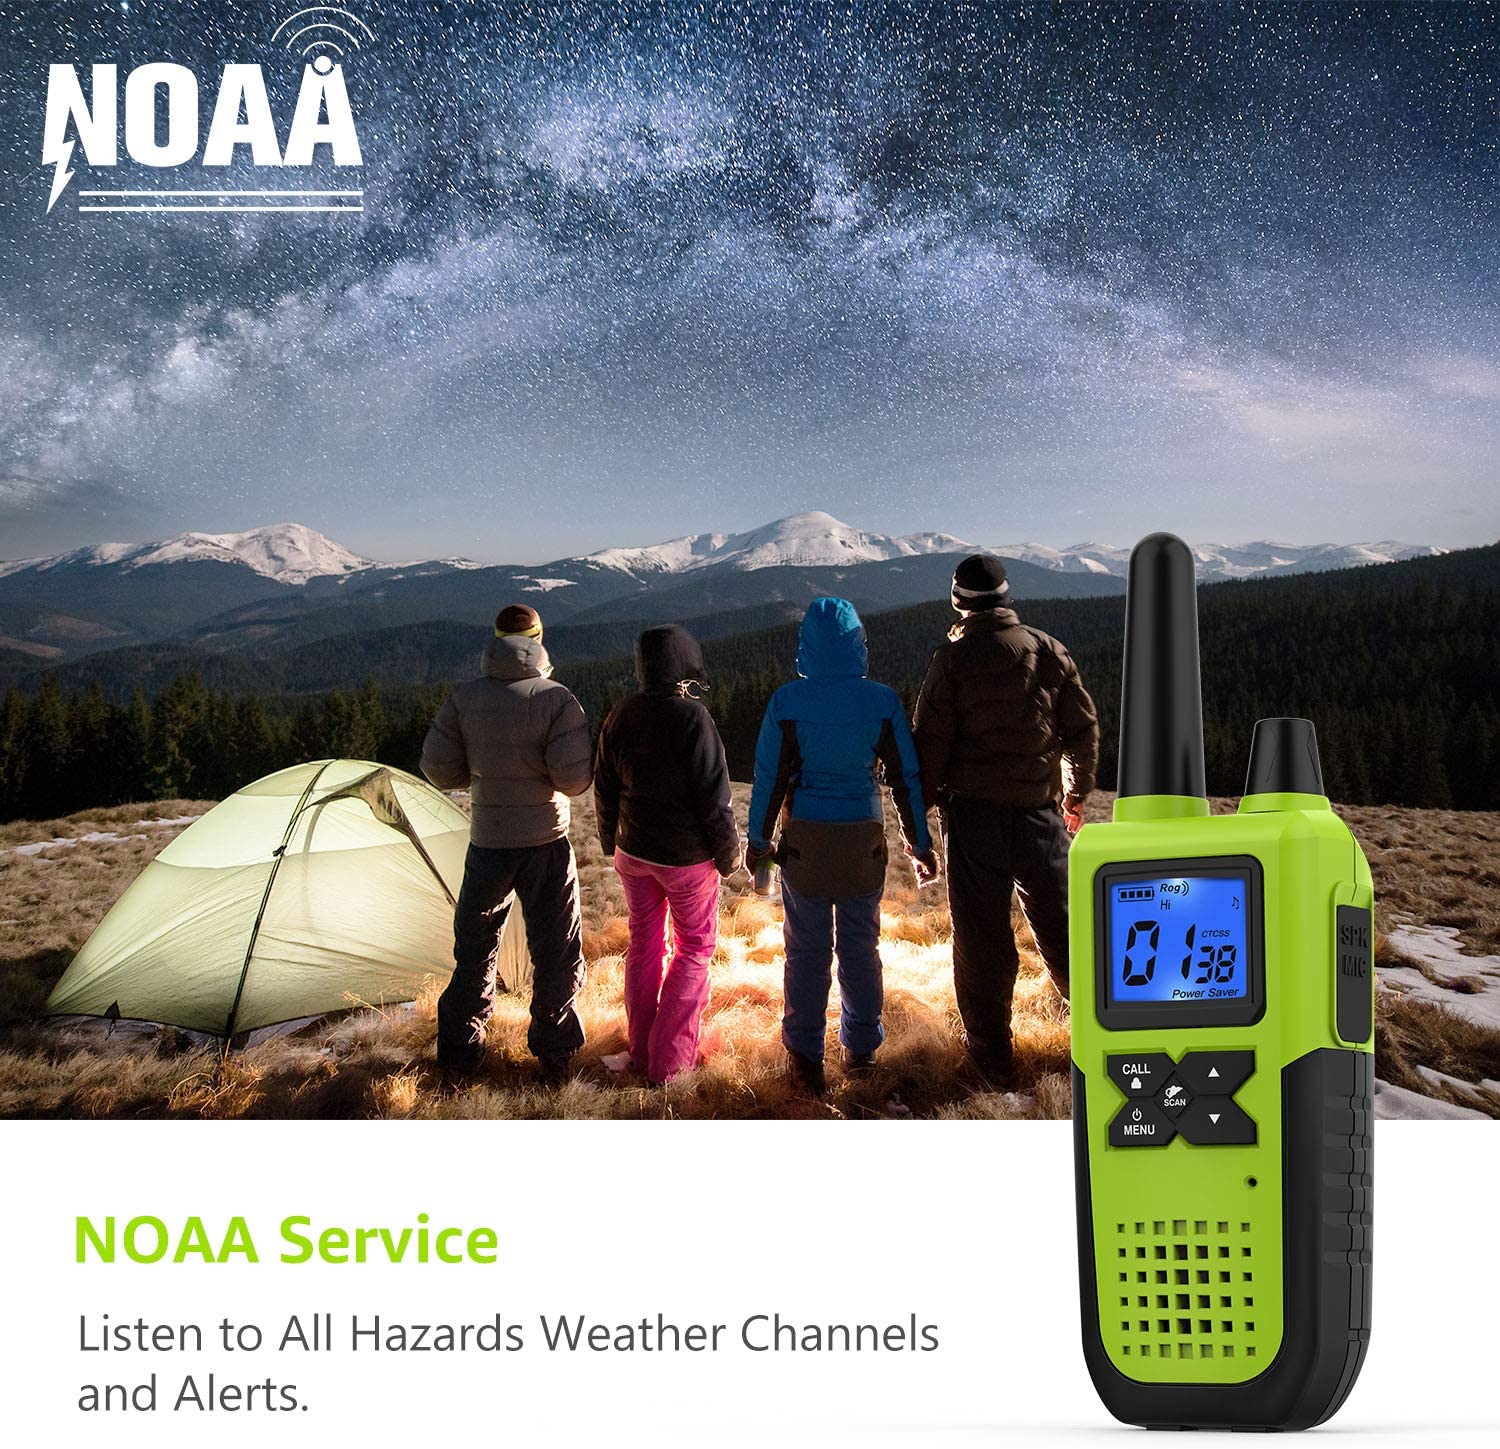 NOAA
Rog
Hi
CTCSS
01 38
Power Saver
SPK
MIC
CALL
SCAN
MENU
NOAA Service
Listen to All Hazards Weather Channels
and Alerts.